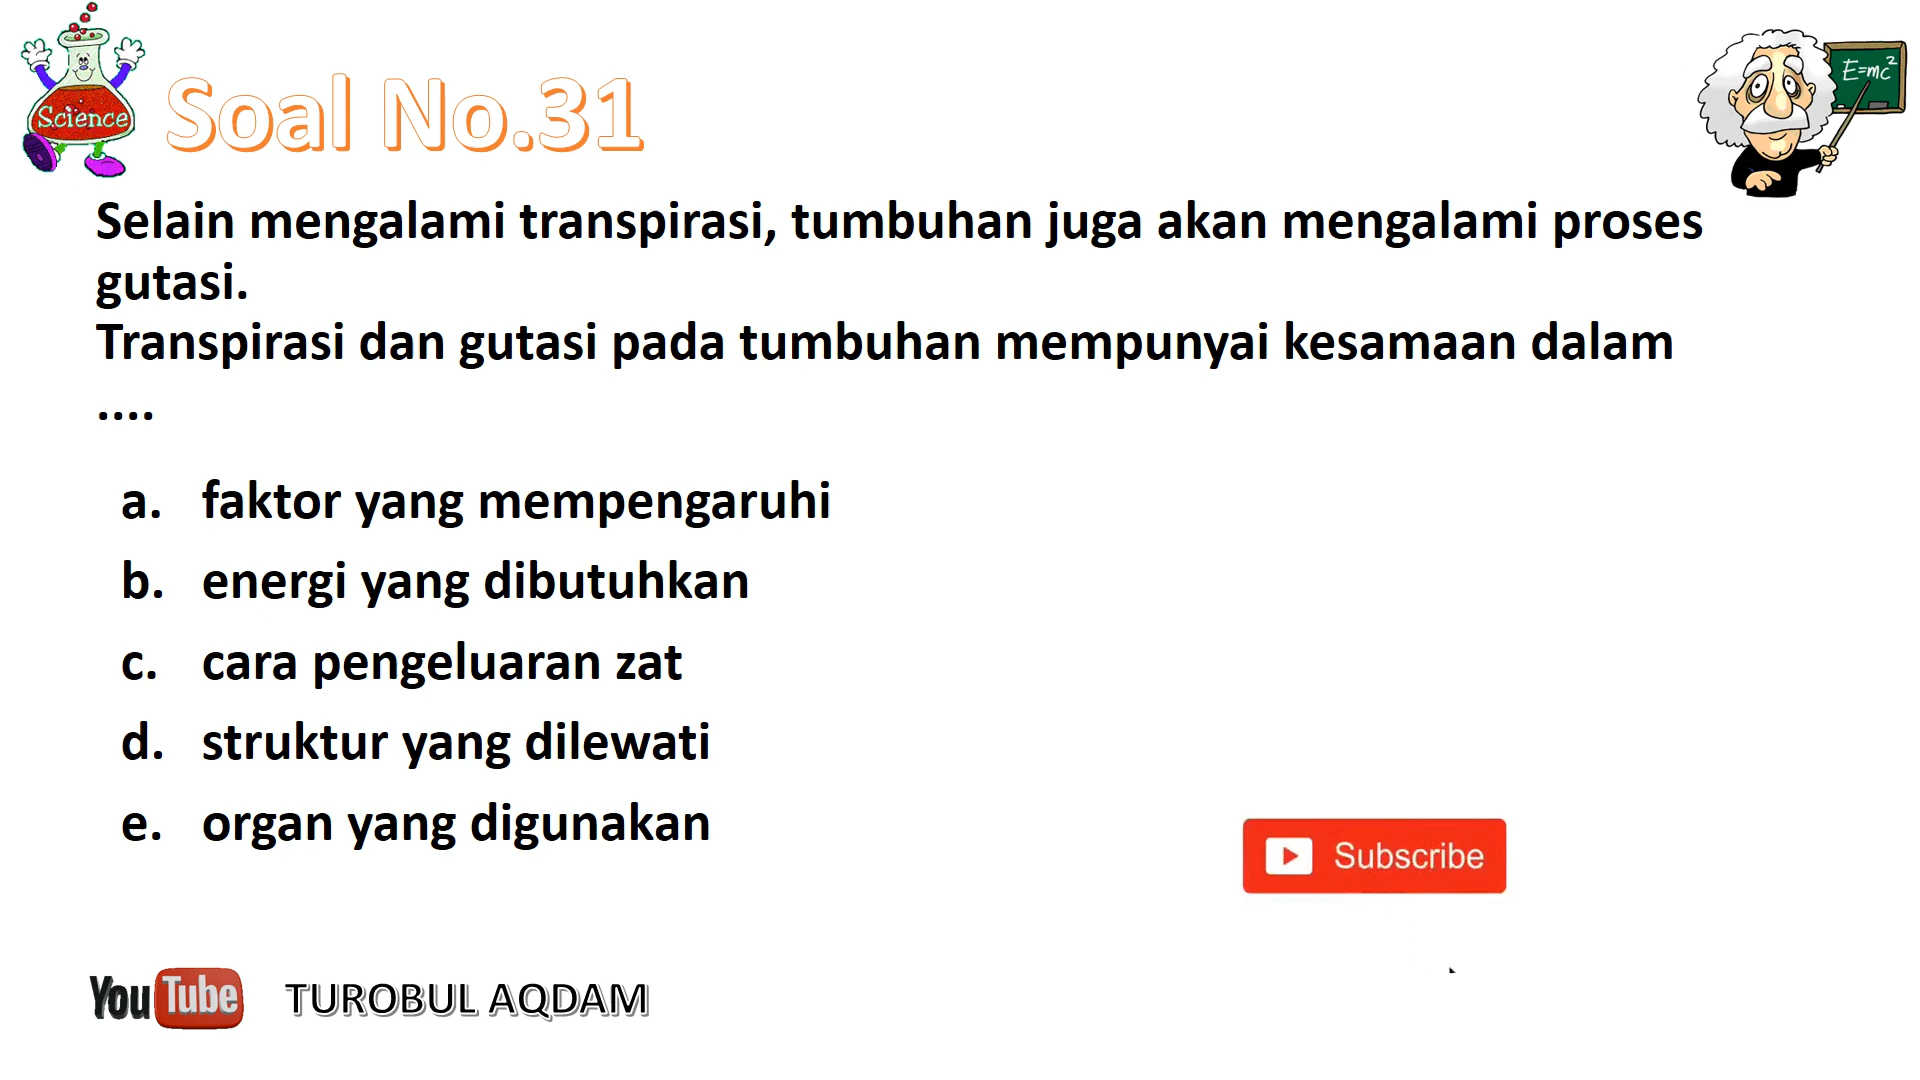 Science
E=mc²
Soal No.31
Selain mengalami transpirasi, tumbuhan juga akan mengalami proses
gutasi.
Transpirasi dan gutasi pada tumbuhan mempunyai kesamaan dalam
....
a. faktor yang mempengaruhi
b. energi yang dibutuhkan
c. cara pengeluaran zat
d. struktur yang dilewati
e. organ yang digunakan
Subscribe
YouTube TUROBUL AQDAM